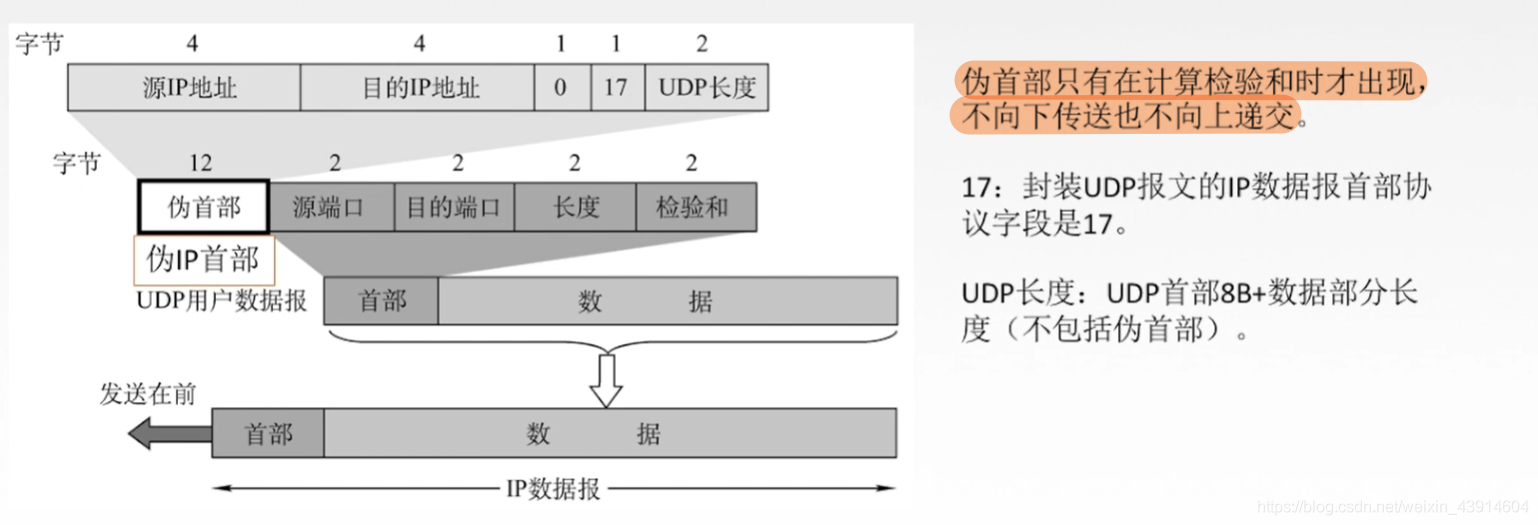 字节 4 4 1 1 2
源IP地址 目的IP地址 0 17 UDP长度
字节 12 2 2 2 2
伪首部 源端口 目的端口 长度 检验和
伪IP首部
UDP用户数据报 首部 数 据
发送在前
首部 数 据
IP数据报
伪首部只有在计算检验和时才出现，
不向下传送也不向上递交。
17：封装UDP报文的IP数据报首部协
议字段是17。
UDP长度：UDP首部8B+数据部分长
度（不包括伪首部）。
https://blog.csdn.net/weixin_43914604